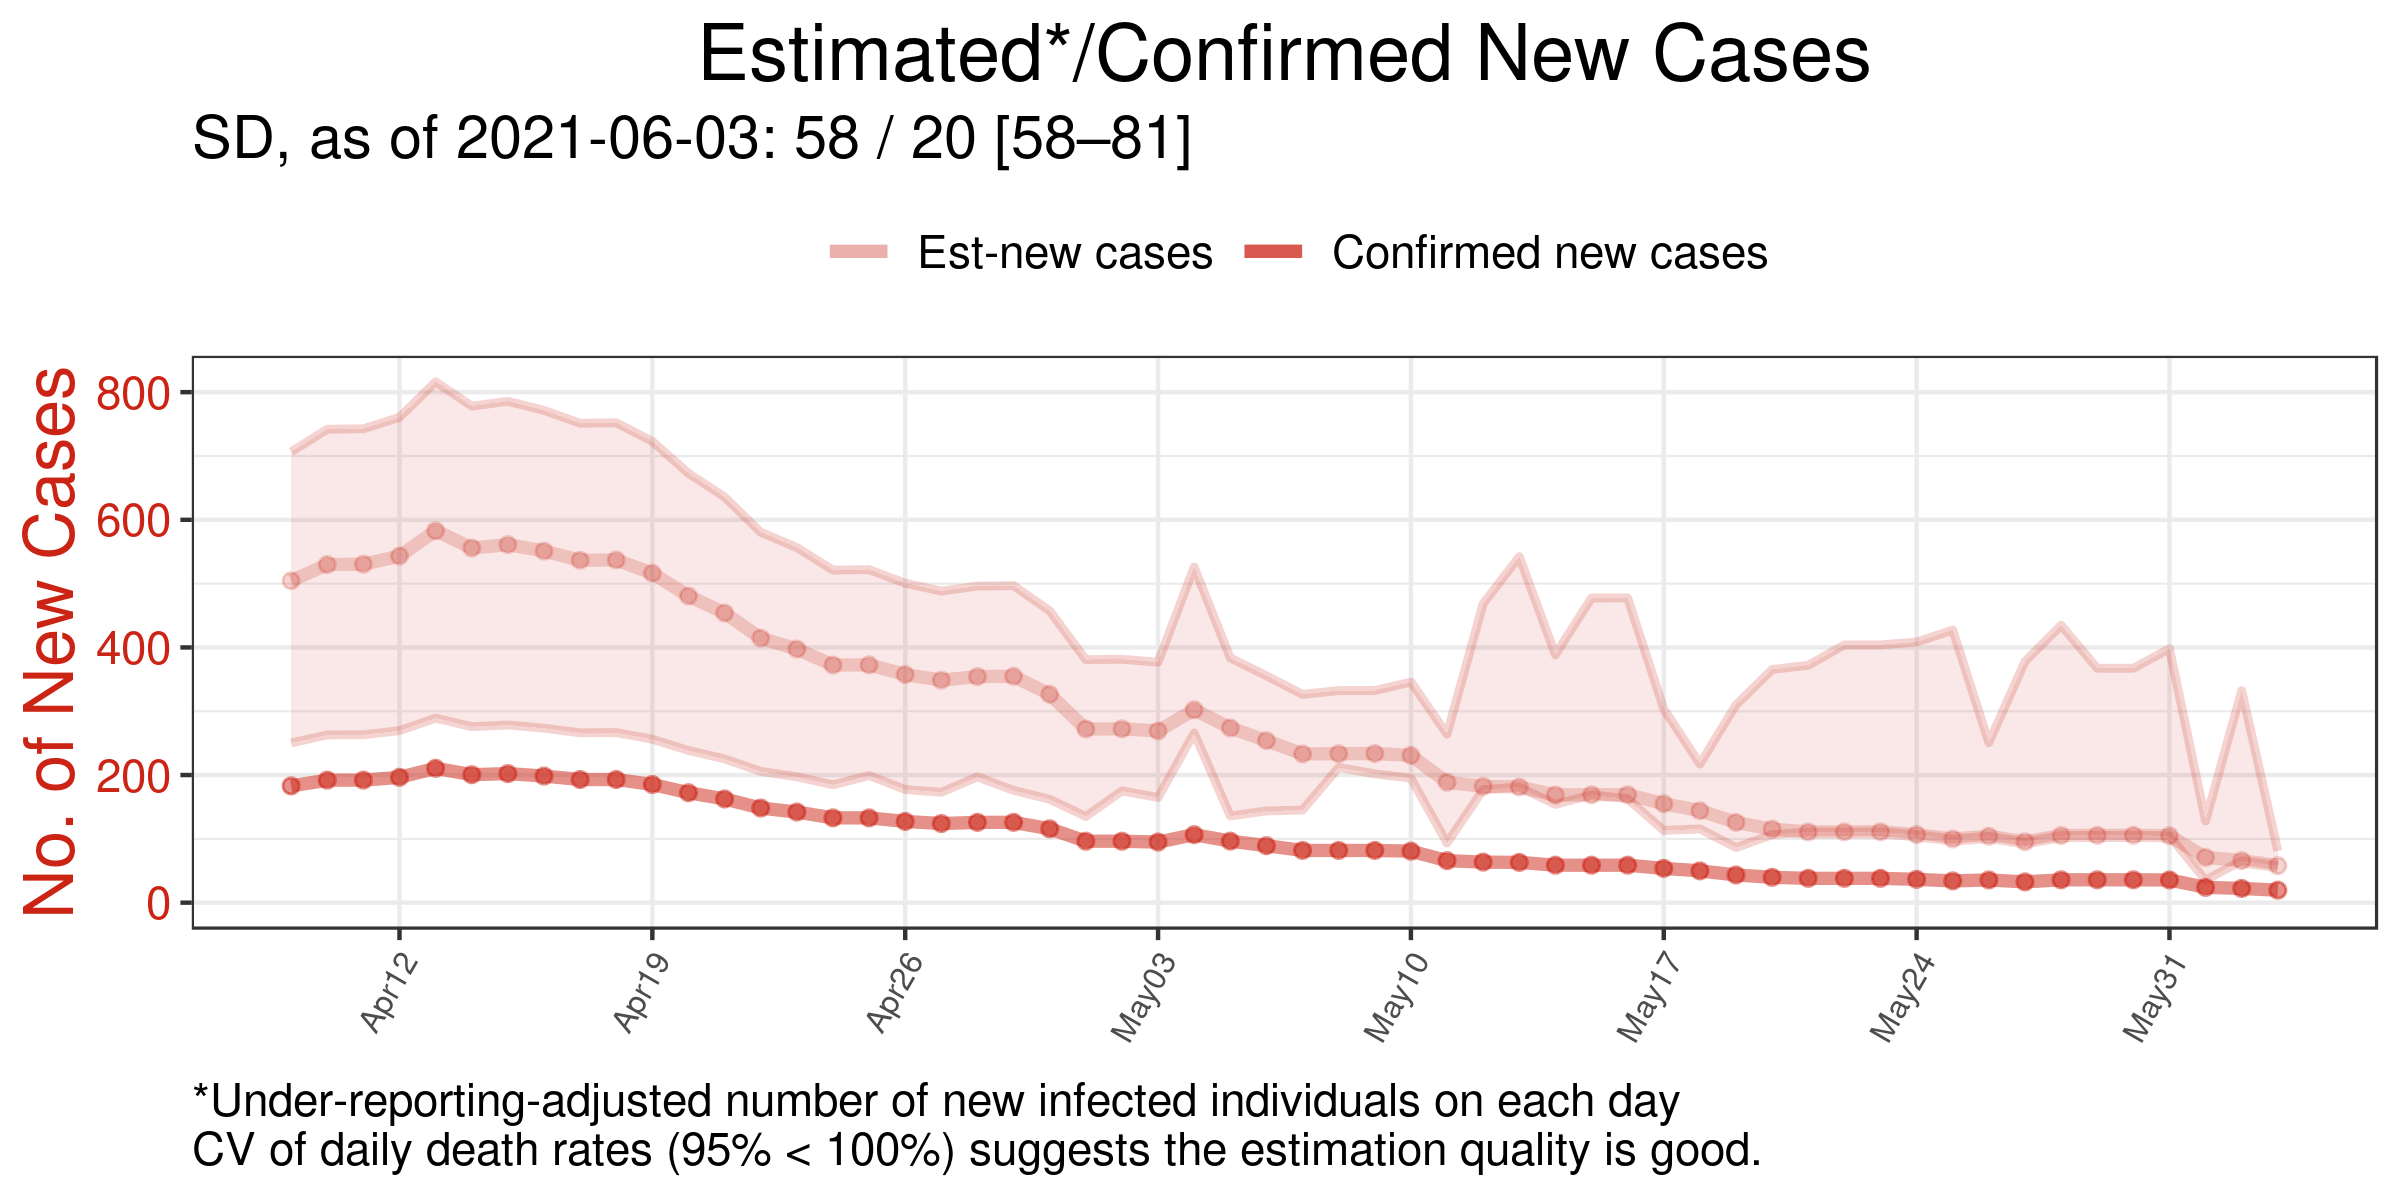 Estimated*/Confirmed New Cases
SD, as of 2021-06-03: 58 / 20 [58–81]
Est-new cases Confirmed new cases
No. of New Cases
800
600
400
200
0
Apr12 Apr19 Apr26 May03 May10 May17 May24 May31
*Under-reporting-adjusted number of new infected individuals on each day
CV of daily death rates (95% < 100%) suggests the estimation quality is good.